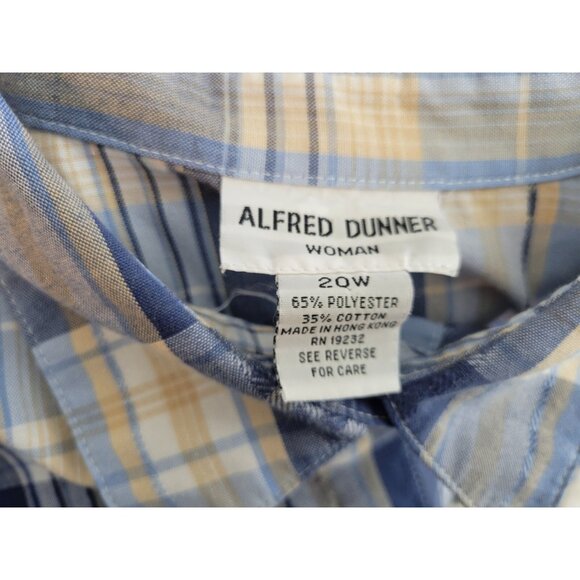 ALFRED DUNNER
WOMAN
20W
65% POLYESTER
35% COTTON
MADE IN HONG KONG
RN 19232
SEE REVERSE
FOR CARE